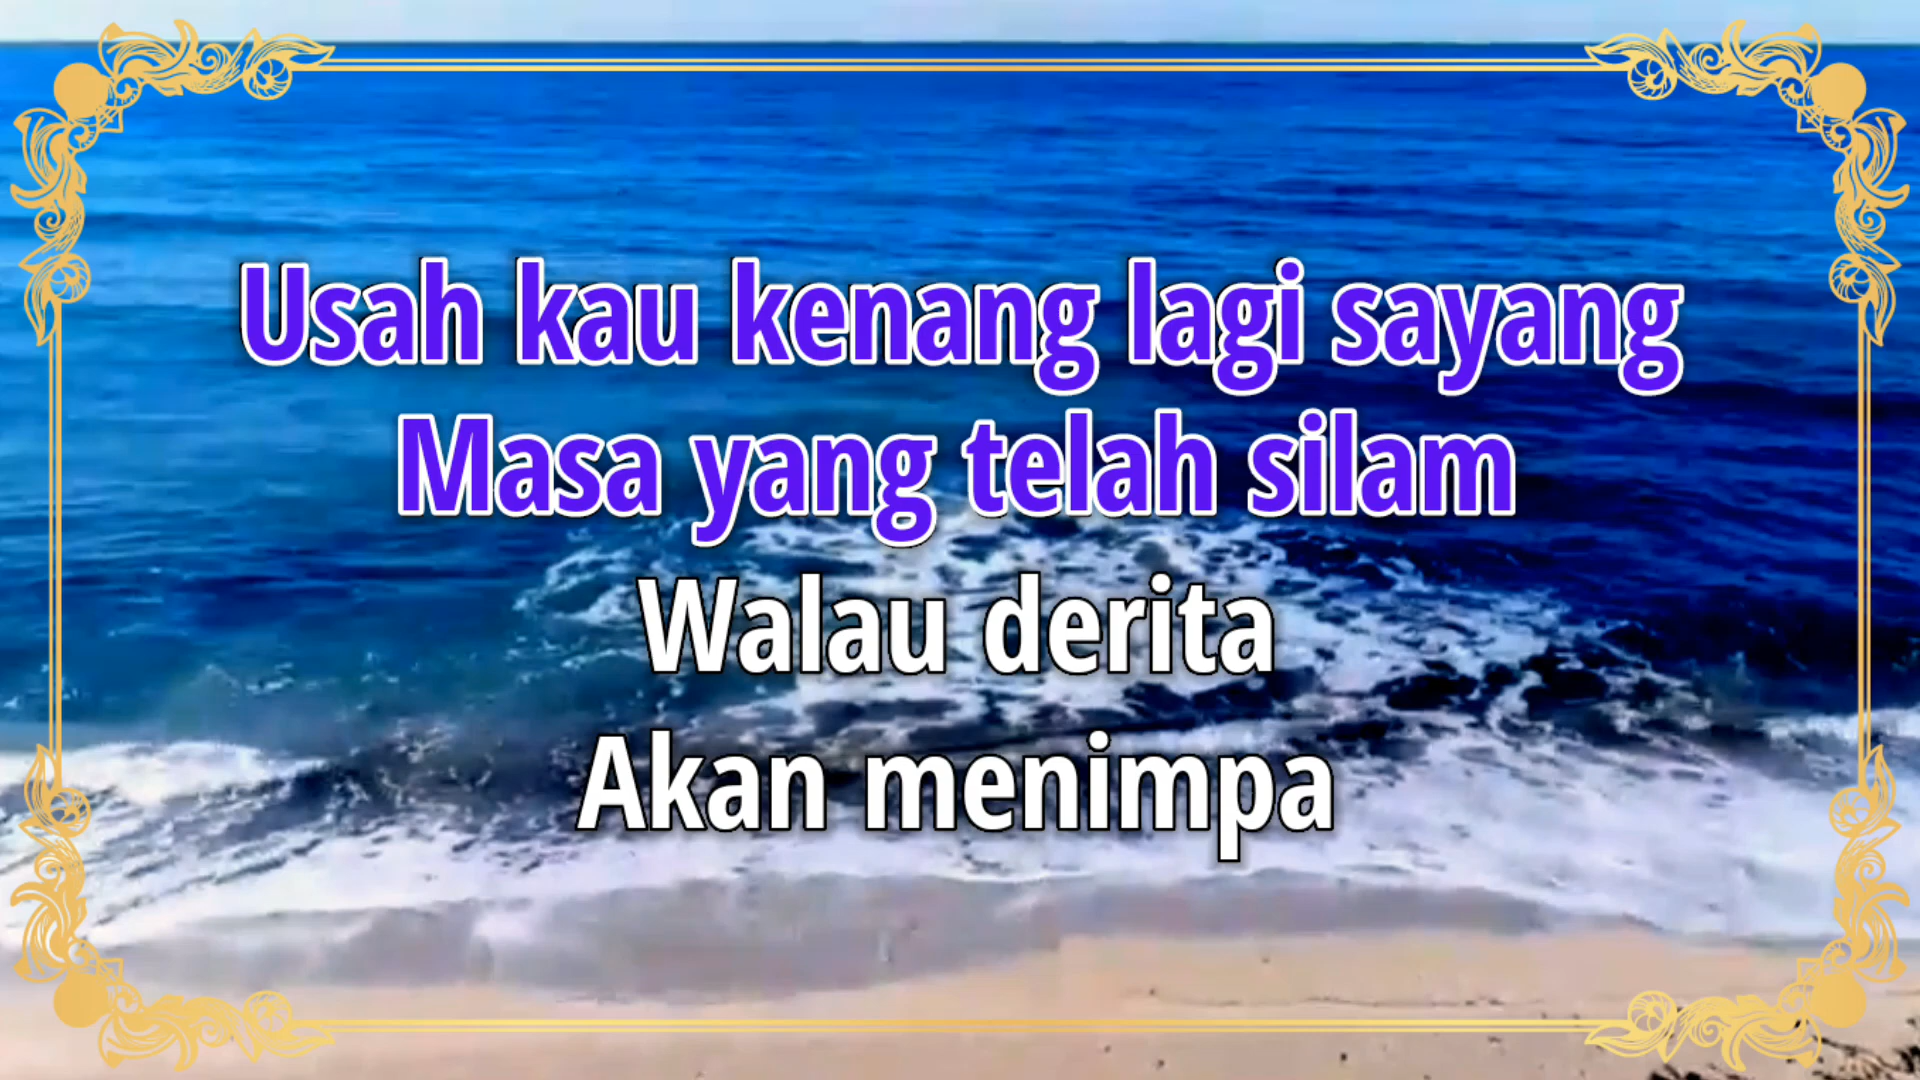 Usah kau kenang lagi sayang
Masa yang telah silam
Walau derita
Akan menimpa